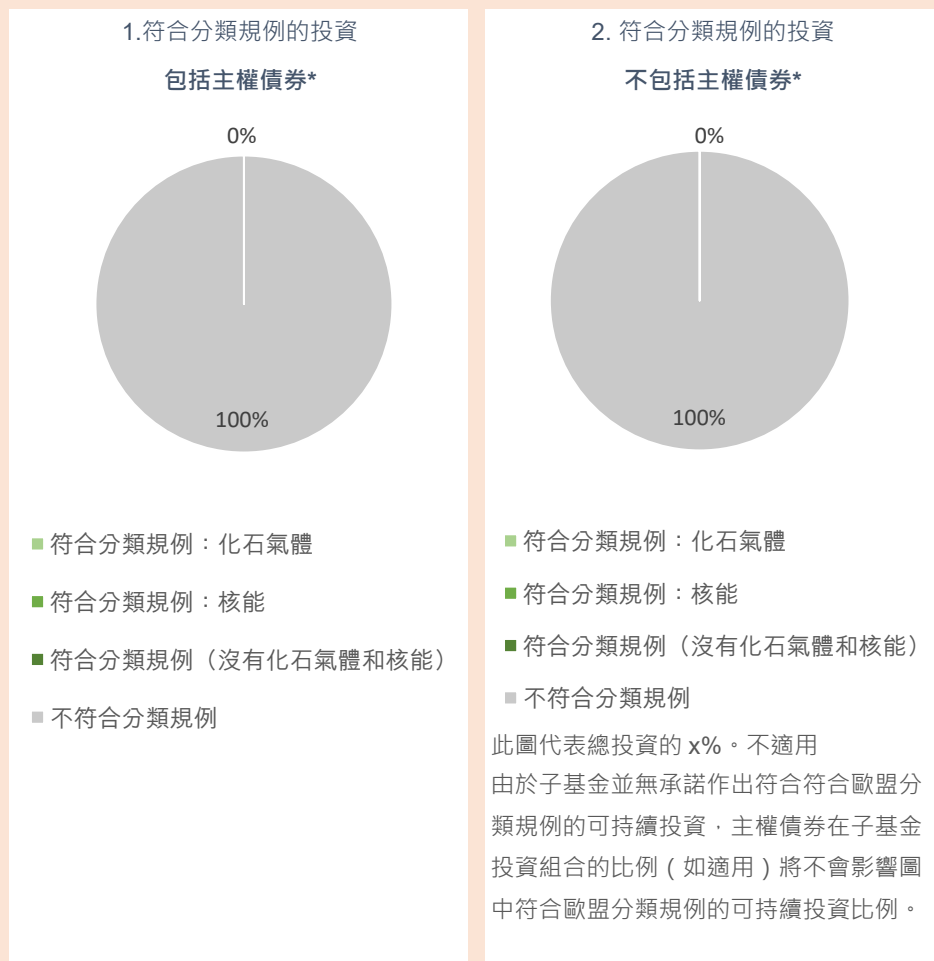 1.符合分類規例的投資
包括主權債券*
0%
100%
符合分類規例：化石氣體
符合分類規例：核能
符合分類規例（沒有化石氣體和核能）
不符合分類規例
2. 符合分類規例的投資
不包括主權債券*
0%
100%
符合分類規例：化石氣體
符合分類規例：核能
符合分類規例（沒有化石氣體和核能）
不符合分類規例
此圖代表總投資的 x%。不適用
由於子基金並無承諾作出符合符合歐盟分
類規例的可持續投資，主權債券在子基金
投資組合的比例（如適用）將不會影響圖
中符合歐盟分類規例的可持續投資比例。